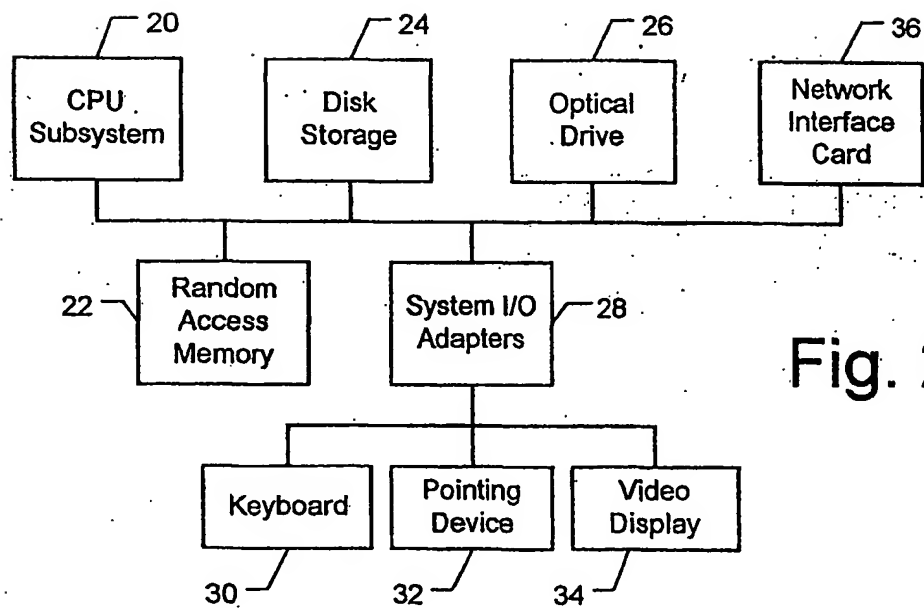 20
24
26
36
CPU
Subsystem
Disk
Storage
Optical
Drive
Network
Interface
Card
22
Random
Access
Memory
System I/O
Adapters
28
Fig.
Keyboard
Pointing
Device
Video
Display
30
32
34